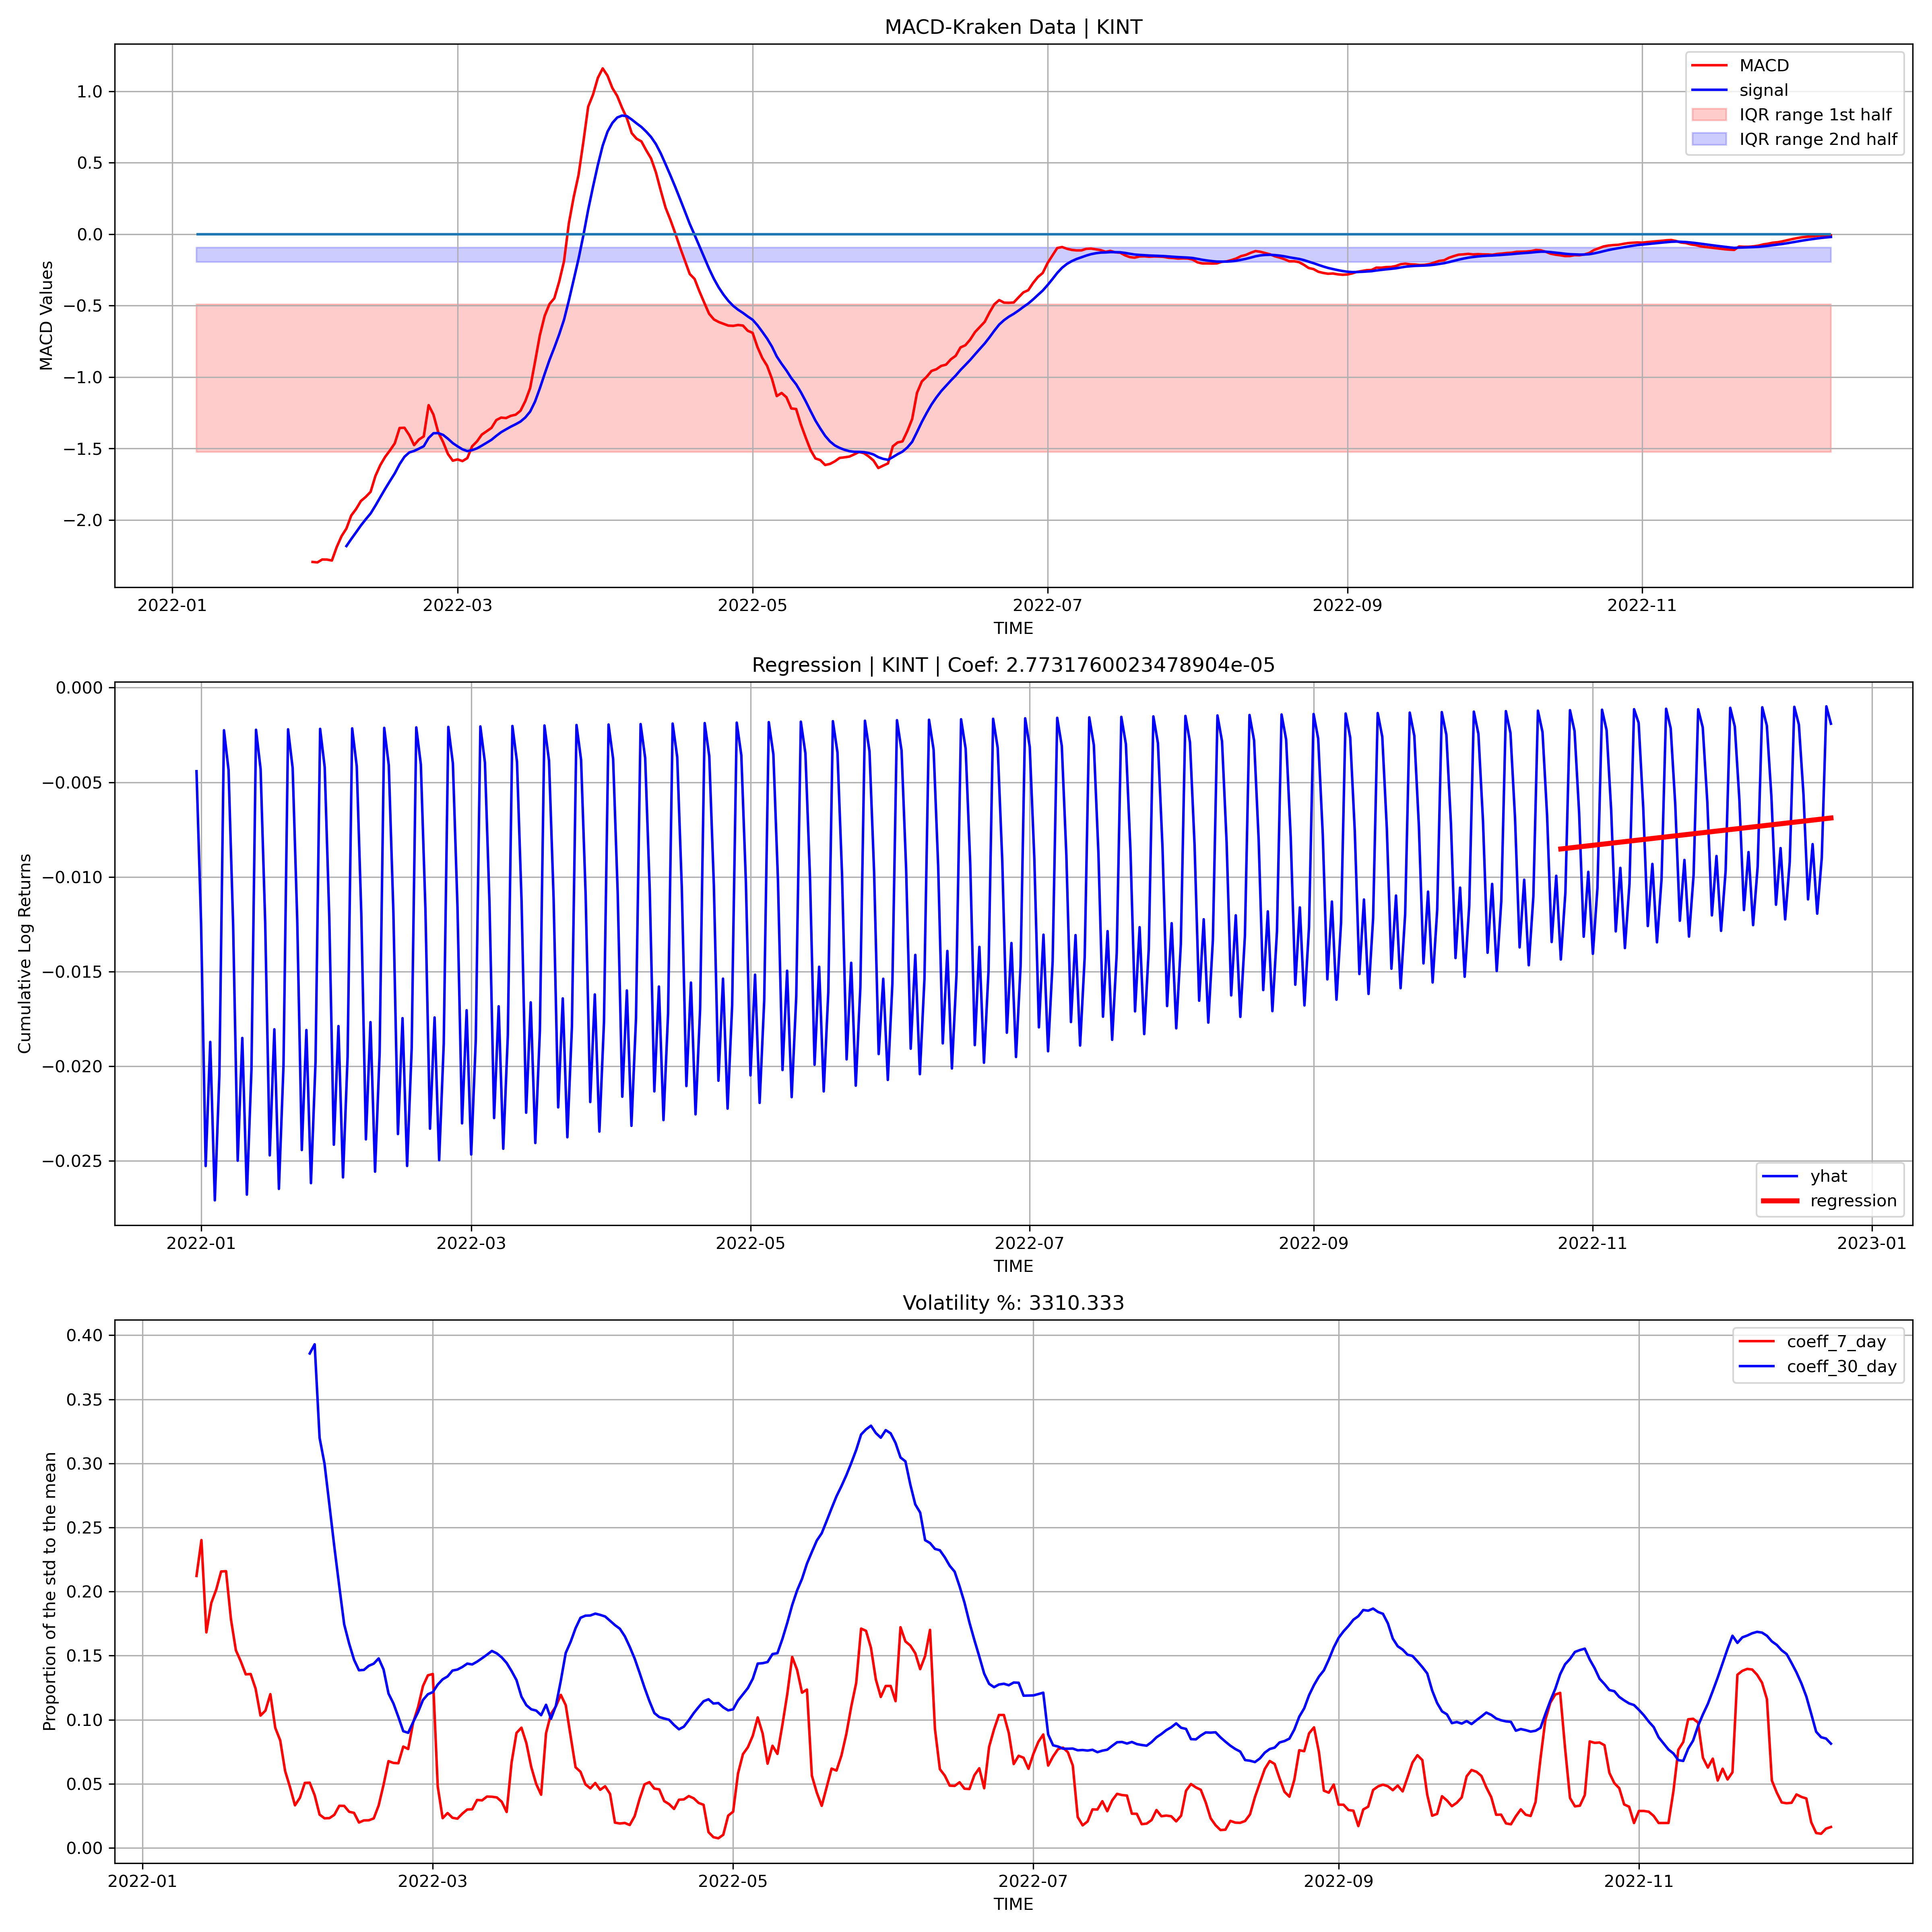 MACD-Kraken Data | KINT
MACD
signal
IQR range 1st half
IQR range 2nd half
MACD Values
1.0
0.5
0.0
−0.5
−1.0
−1.5
−2.0
2022-01 2022-03 2022-05 2022-07 2022-09 2022-11
TIME
Regression | KINT | Coef: 2.7731760023478904e-05
Cumulative Log Returns
0.000
−0.005
−0.010
−0.015
−0.020
−0.025
yhat
regression
2022-01 2022-03 2022-05 2022-07 2022-09 2022-11 2023-01
TIME
Volatility %: 3310.333
coeff_7_day
coeff_30_day
Proportion of the std to the mean
0.40
0.35
0.30
0.25
0.20
0.15
0.10
0.05
0.00
2022-01 2022-03 2022-05 2022-07 2022-09 2022-11
TIME